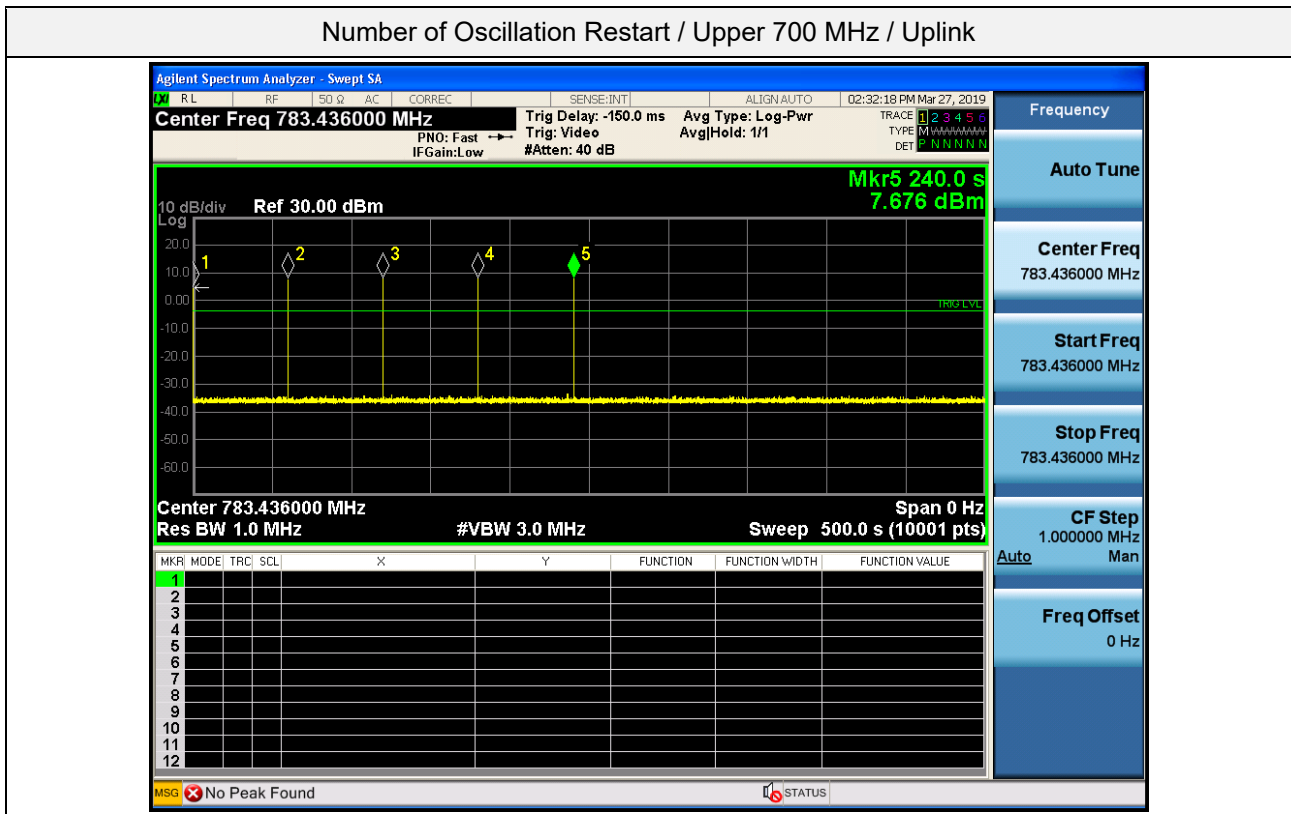 Number of Oscillation Restart / Upper 700 MHz / Uplink
Agilent Spectrum Analyzer - Swept SA
LXI RL RF 50 Ω AC CORREC SENSE:INT ALIGN AUTO 02:32:18 PM Mar 27, 2019
Center Freq 783.436000 MHz
PNO: Fast
IFGain:Low
Trig Delay: -150.0 ms
Trig: Video
#Atten: 40 dB
Avg Type: Log-Pwr
Avg|Hold: 1/1
TRACE 1 2 3 4 5 6
TYPE M WWWWW
DET P N N N N N
Mkr5 240.0 s
7.676 dBm
10 dB/div Ref 30.00 dBm
Log
20.0
10.0
0.00
-10.0
-20.0
-30.0
-40.0
-50.0
-60.0
1 2 3 4 5
TRIG LVL
Center 783.436000 MHz Span 0 Hz
Res BW 1.0 MHz #VBW 3.0 MHz Sweep 500.0 s (10001 pts)
MKR MODE TRC SCL X Y FUNCTION FUNCTION WIDTH FUNCTION VALUE
1
2
3
4
5
6
7
8
9
10
11
12
MSG No Peak Found STATUS
Frequency
Auto Tune
Center Freq
783.436000 MHz
Start Freq
783.436000 MHz
Stop Freq
783.436000 MHz
CF Step
1.000000 MHz
Auto Man
Freq Offset
0 Hz